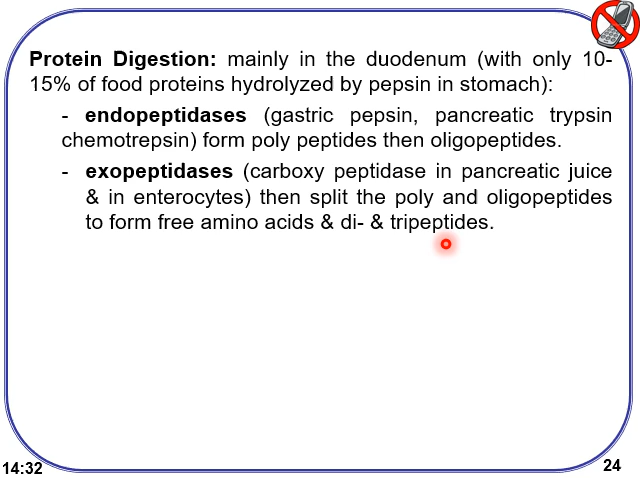 Protein Digestion: mainly in the duodenum (with only 10-
15% of food proteins hydrolyzed by pepsin in stomach):
- endopeptidases (gastric pepsin, pancreatic trypsin
chemotrepsin) form poly peptides then oligopeptides.
- exopeptidases (carboxy peptidase in pancreatic juice
& in enterocytes) then split the poly and oligopeptides
to form free amino acids & di- & tripeptides.
14:32
24